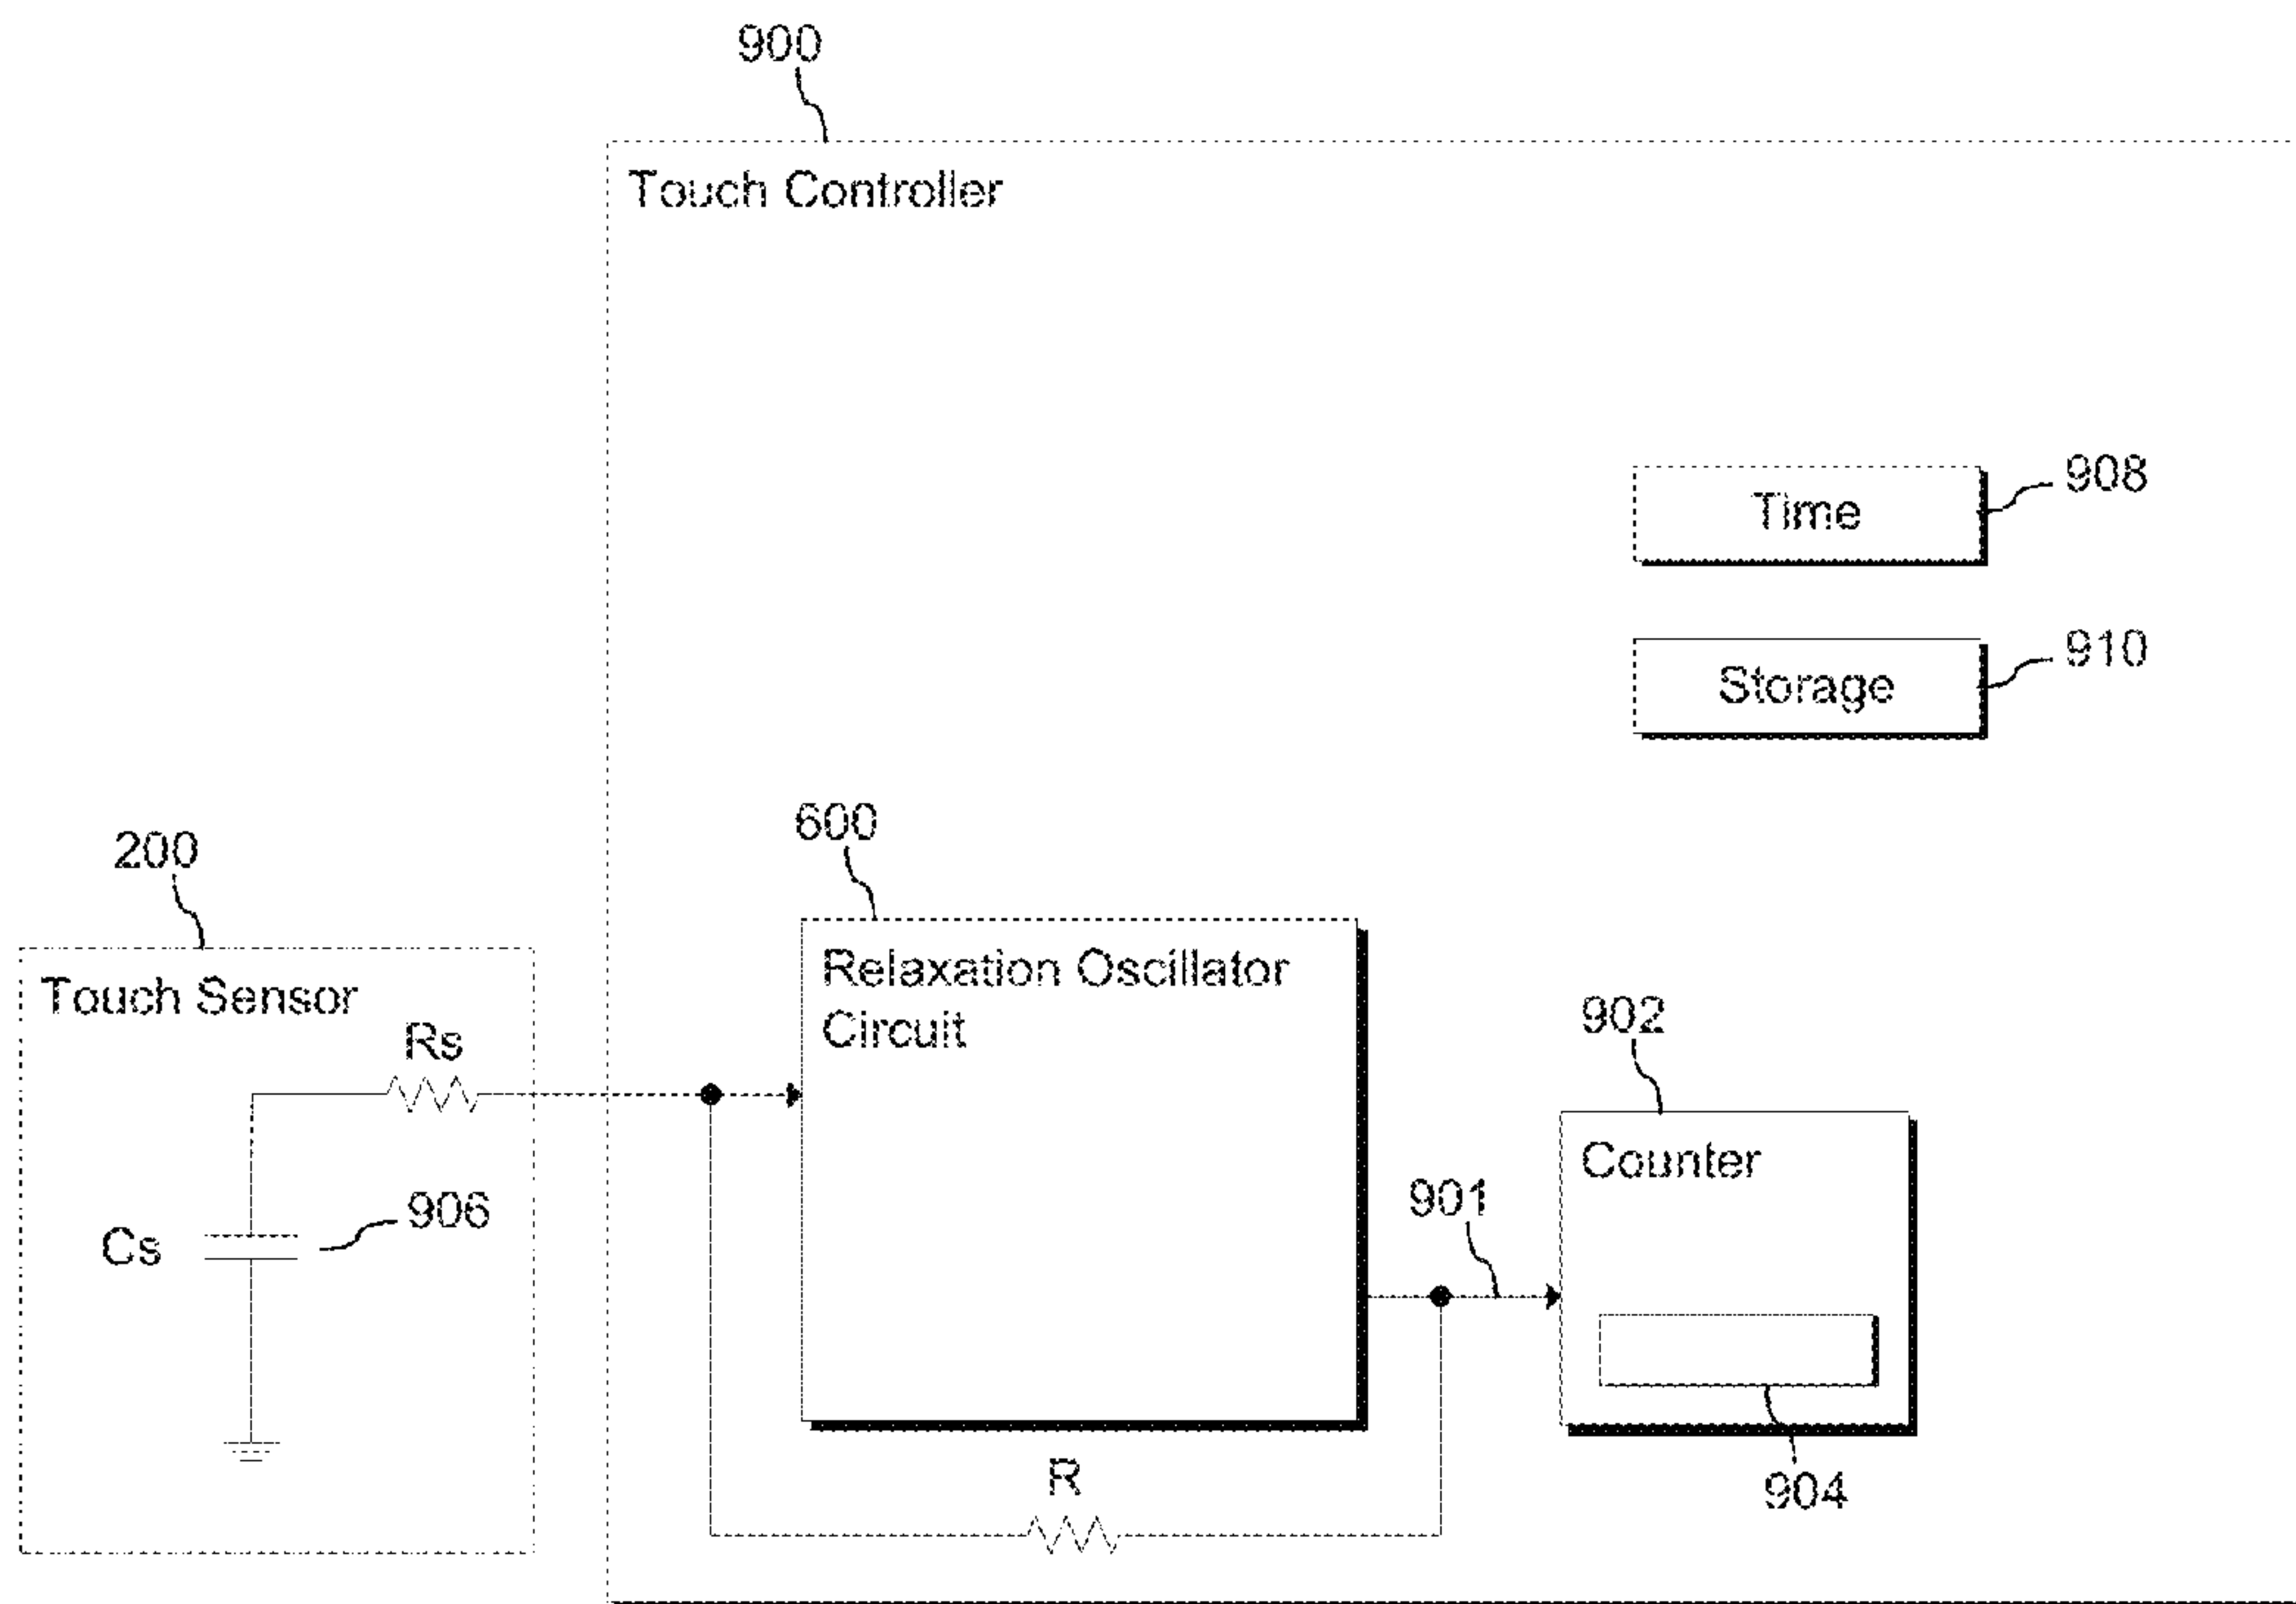 900
Touch Controller
Time
908
Storage
910
600
200
Relaxation Oscillator
Circuit
Touch Sensor
Rs
902
Counter
901
906
Cs
R
904